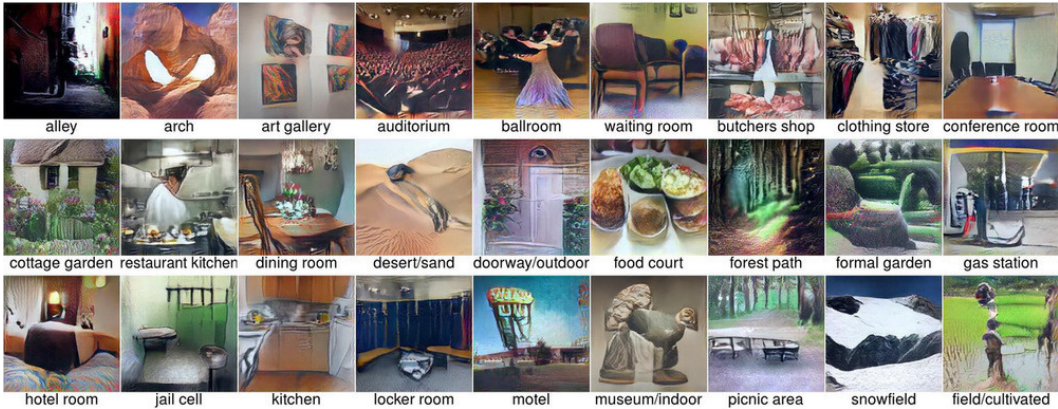 alley arch art gallery auditorium ballroom waiting room butchers shop clothing store conference room
cottage garden restaurant kitchen dining room desert/sand doorway/outdoor food court forest path formal garden gas station
hotel room jail cell kitchen locker room motel museum/indoor picnic area snowfield field/cultivated